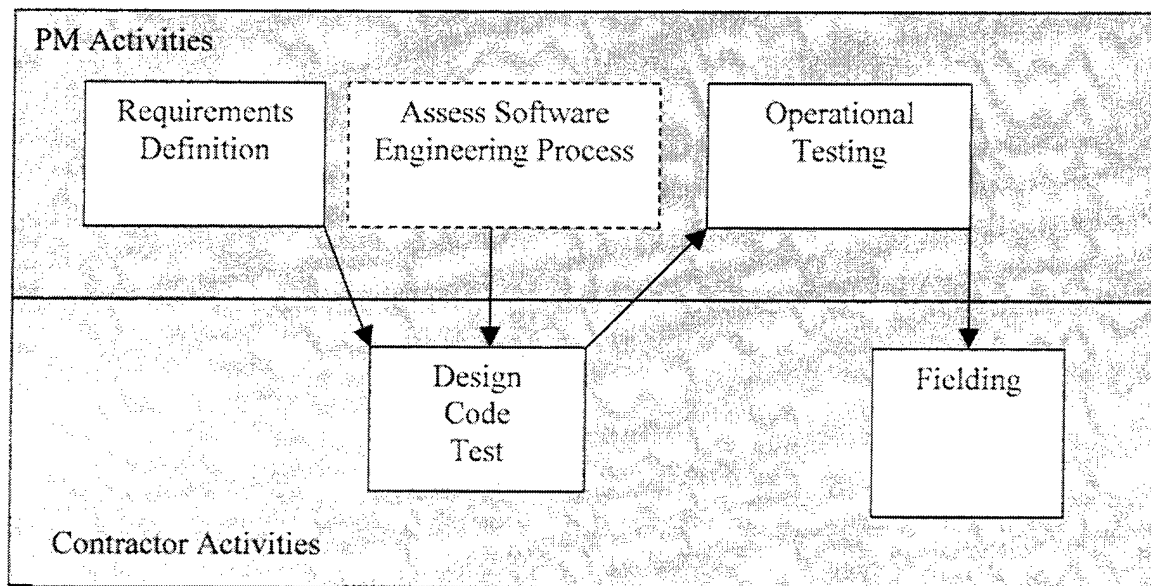 PM Activities
Requirements
Definition
Assess Software
Engineering Process
Operational
Testing
Design
Code
Test
Fielding
Contractor Activities